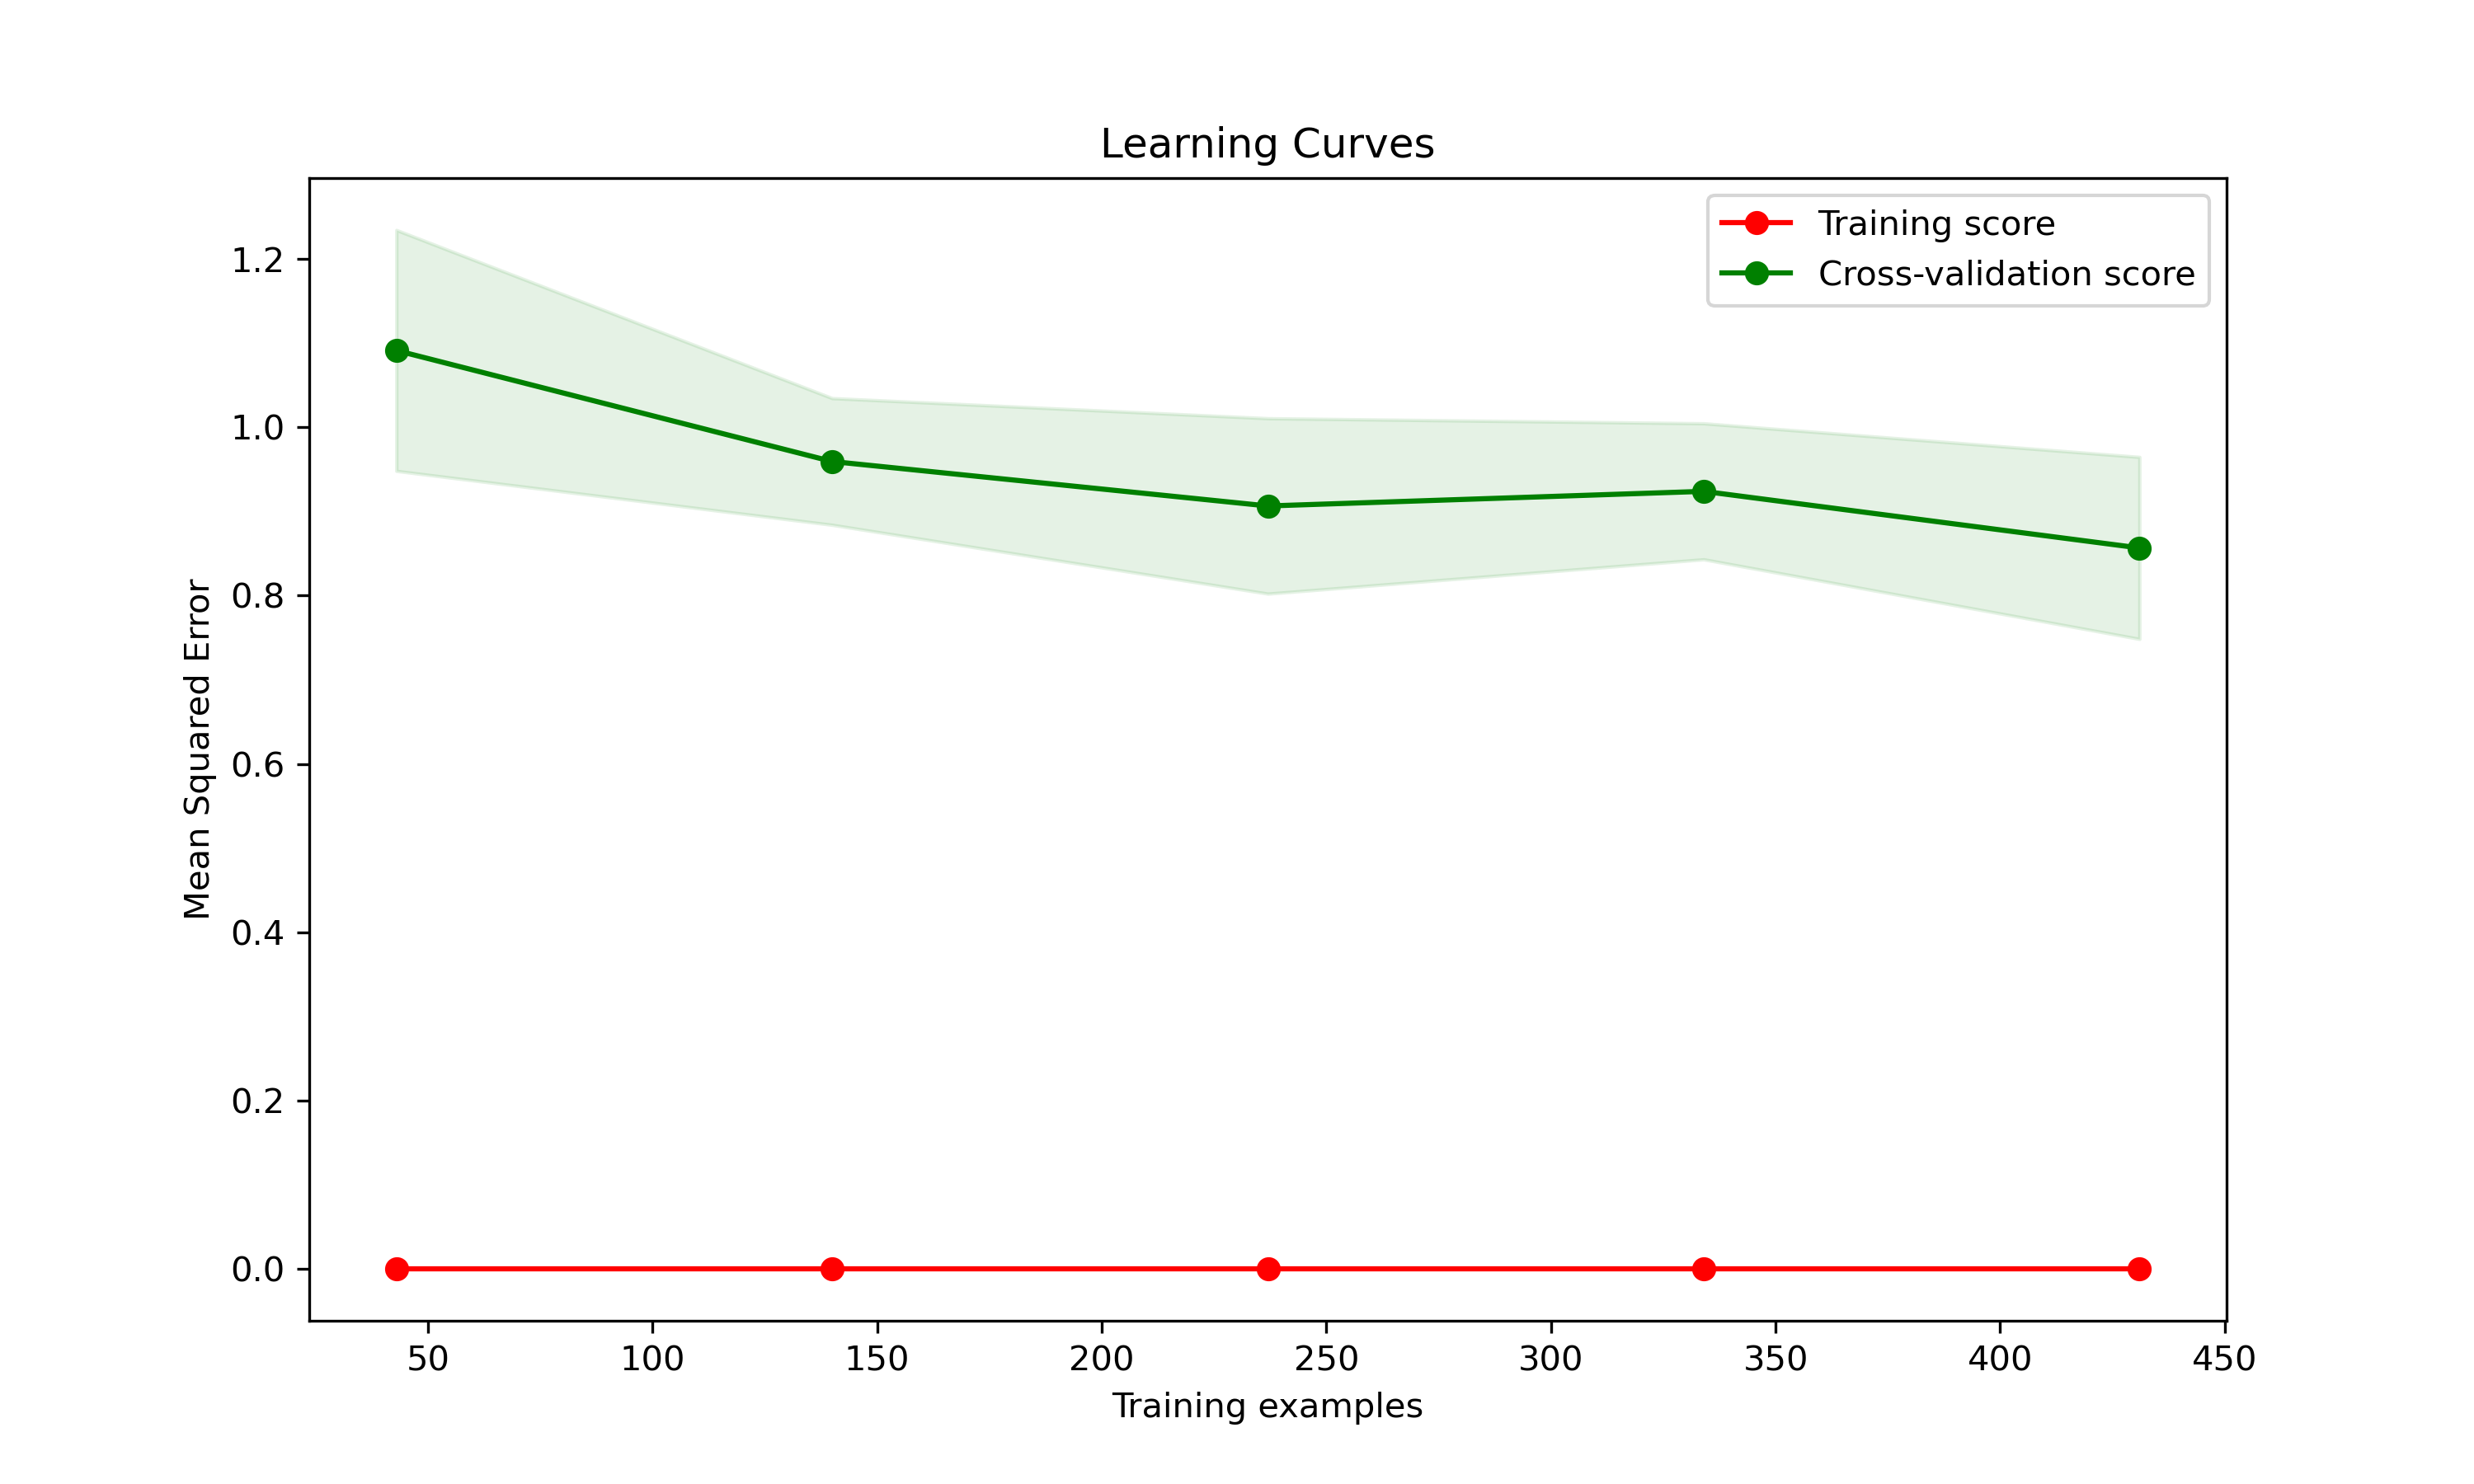 Learning Curves
Training score
Cross-validation score
Mean Squared Error
1.2
1.0
0.8
0.6
0.4
0.2
0.0
50 100 150 200 250 300 350 400 450
Training examples